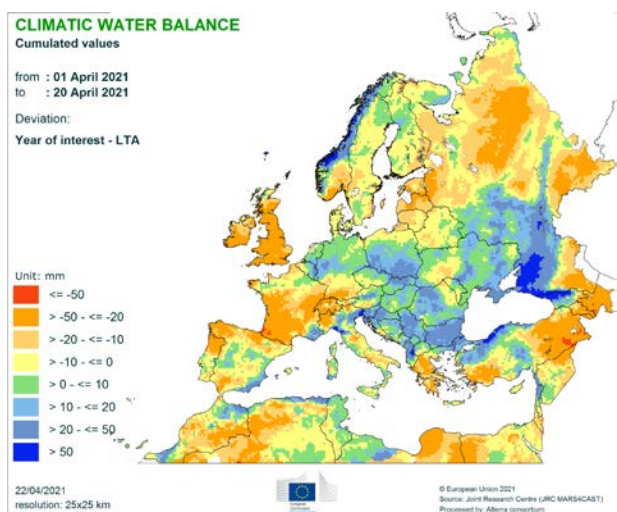 CLIMATIC WATER BALANCE
Cumulated values
from : 01 April 2021
to : 20 April 2021
Deviation:
Year of interest - LTA
Unit: mm
<= -50
> -50 - <= -20
> -20 - <= -10
> -10 - <= 0
> 0 - <= 10
> 10 - <= 20
> 20 - <= 50
> 50
22/04/2021
resolution: 25x25 km
© European Union 2021
Source: Joint Research Centre (JRC MARS4CAST)
Processed by: Alterra consortium